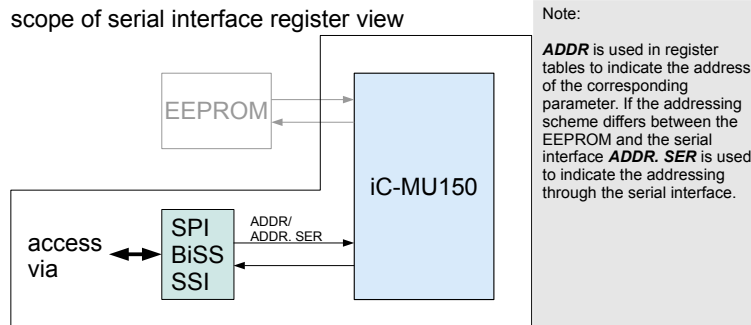 scope of serial interface register view
EEPROM
iC-MU150
SPI
BiSS
SSI
ADDR/
ADDR. SER
access
via
Note:
ADDR is used in register
tables to indicate the address
of the corresponding
parameter. If the addressing
scheme differs between the
EEPROM and the serial
interface ADDR. SER is used
to indicate the addressing
through the serial interface.